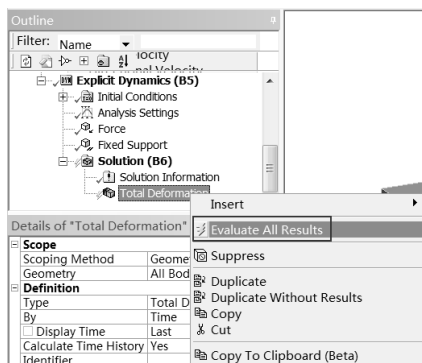 Outline
Filter: Name
locity
Explicit Dynamics (B5)
Initial Conditions
Analysis Settings
Force
Fixed Support
Solution (B6)
Solution Information
Total Deformation
Insert
Evaluate All Results
Suppress
Duplicate
Duplicate Without Results
Copy
Cut
Copy To Clipboard (Beta)
Details of "Total Deformation"
Scope
Scoping Method Geome
Geometry All Bod
Definition
Type Total D
By Time
Display Time Last
Calculate Time History Yes
Identifier